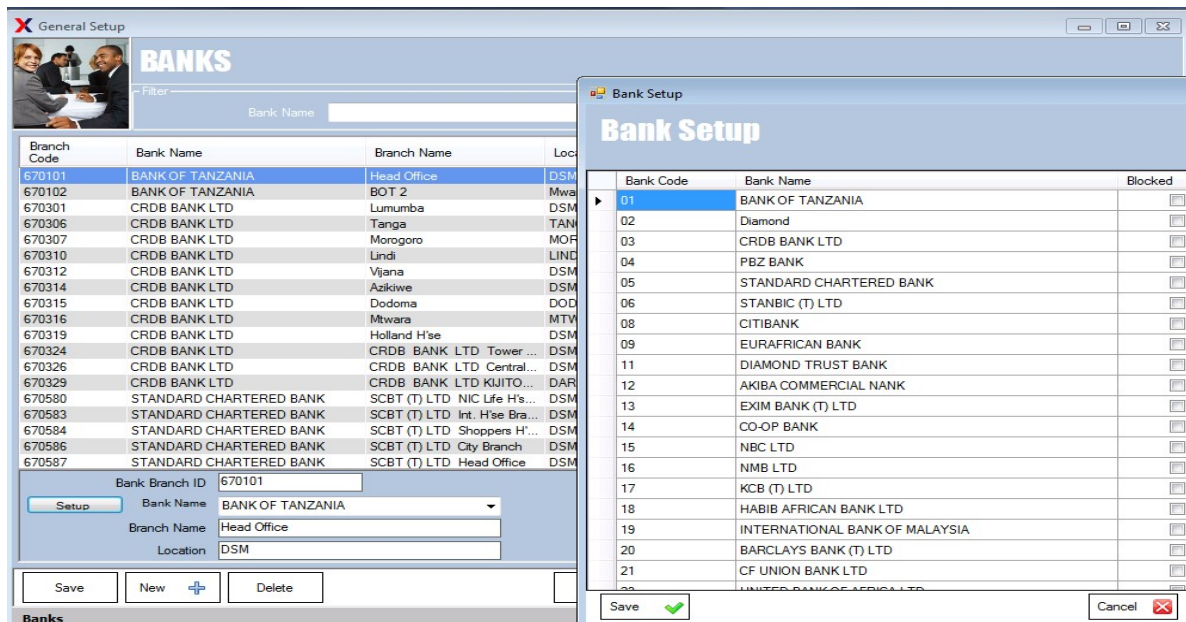 General Setup
BANKS
Filter
Bank Name
Branch Code Bank Name Branch Name
670101 BANK OF TANZANIA Head Office DSM
670102 BANK OF TANZANIA BOT 2
670301 CRDB BANK LTD Lumumba DSM
670306 CRDB BANK LTD Tanga
670307 CRDB BANK LTD Morogoro
670310 CRDB BANK LTD Lindi
670312 CRDB BANK LTD Vijana DSM
670314 CRDB BANK LTD Azikiwe DSM
670315 CRDB BANK LTD Dodoma
670316 CRDB BANK LTD Mtwara
670319 CRDB BANK LTD Holland H'se DSM
670324 CRDB BANK LTD CRDB BANK LTD Tower ... DSM
670326 CRDB BANK LTD CRDB BANK LTD Central... DSM
670329 CRDB BANK LTD CRDB BANK LTD KIJITO... DAR
670580 STANDARD CHARTERED BANK SCBT (T) LTD NIC Life H's... DSM
670583 STANDARD CHARTERED BANK SCBT (T) LTD Int. H'se Bra... DSM
670584 STANDARD CHARTERED BANK SCBT (T) LTD Shoppers H'... DSM
670586 STANDARD CHARTERED BANK SCBT (T) LTD City Branch DSM
670587 STANDARD CHARTERED BANK SCBT (T) LTD Head Office DSM
Bank Branch ID 670101
Setup Bank Name BANK OF TANZANIA
Branch Name Head Office
Location DSM
Save New Delete
Banks
Bank Setup
Bank Setup
Bank Code Bank Name Blocked
01 BANK OF TANZANIA
02 Diamond
03 CRDB BANK LTD
04 PBZ BANK
05 STANDARD CHARTERED BANK
06 STANBIC (T) LTD
08 CITIBANK
09 EURAFRICAN BANK
11 DIAMOND TRUST BANK
12 AKIBA COMMERCIAL NANK
13 EXIM BANK (T) LTD
14 CO-OP BANK
15 NBC LTD
16 NMB LTD
17 KCB (T) LTD
18 HABIB AFRICAN BANK LTD
19 INTERNATIONAL BANK OF MALAYSIA
20 BARCLAYS BANK (T) LTD
21 CF UNION BANK LTD
Save Cancel